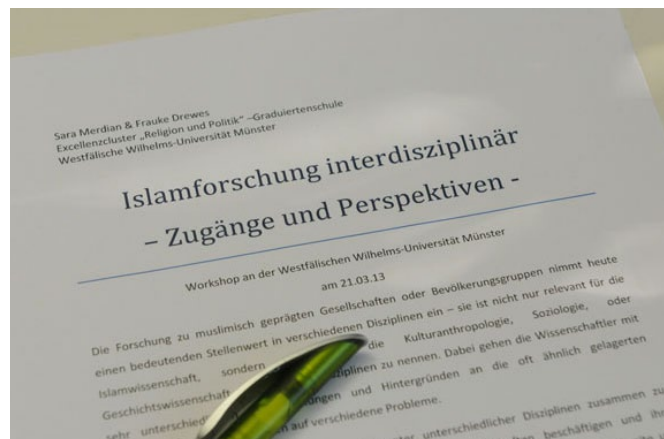 Sara Merdian & Frauke Drewes
Excellenzcluster „Religion und Politik" –Graduiertenschule
Westfälische Wilhelms-Universität Münster
Islamforschung interdisziplinär
– Zugänge und Perspektiven -
Workshop an der Westfälischen Wilhelms-Universität Münster
am 21.03.13
Die Forschung zu muslimisch geprägten Gesellschaften oder Bevölkerungsgruppen nimmt heute
einen bedeutenden Stellenwert in verschiedenen Disziplinen ein – sie ist nicht nur relevant für die
Islamwissenschaft, sondern die Kulturanthropologie, Soziologie, oder
Geschichtswissenschaft zu nennen. Dabei gehen die Wissenschaftler mit
sehr und Hintergründen an die oft ähnlich gelagerten
auf verschiedene Probleme.
unterschiedlicher Disziplinen zusammen zu
beschäftigen und